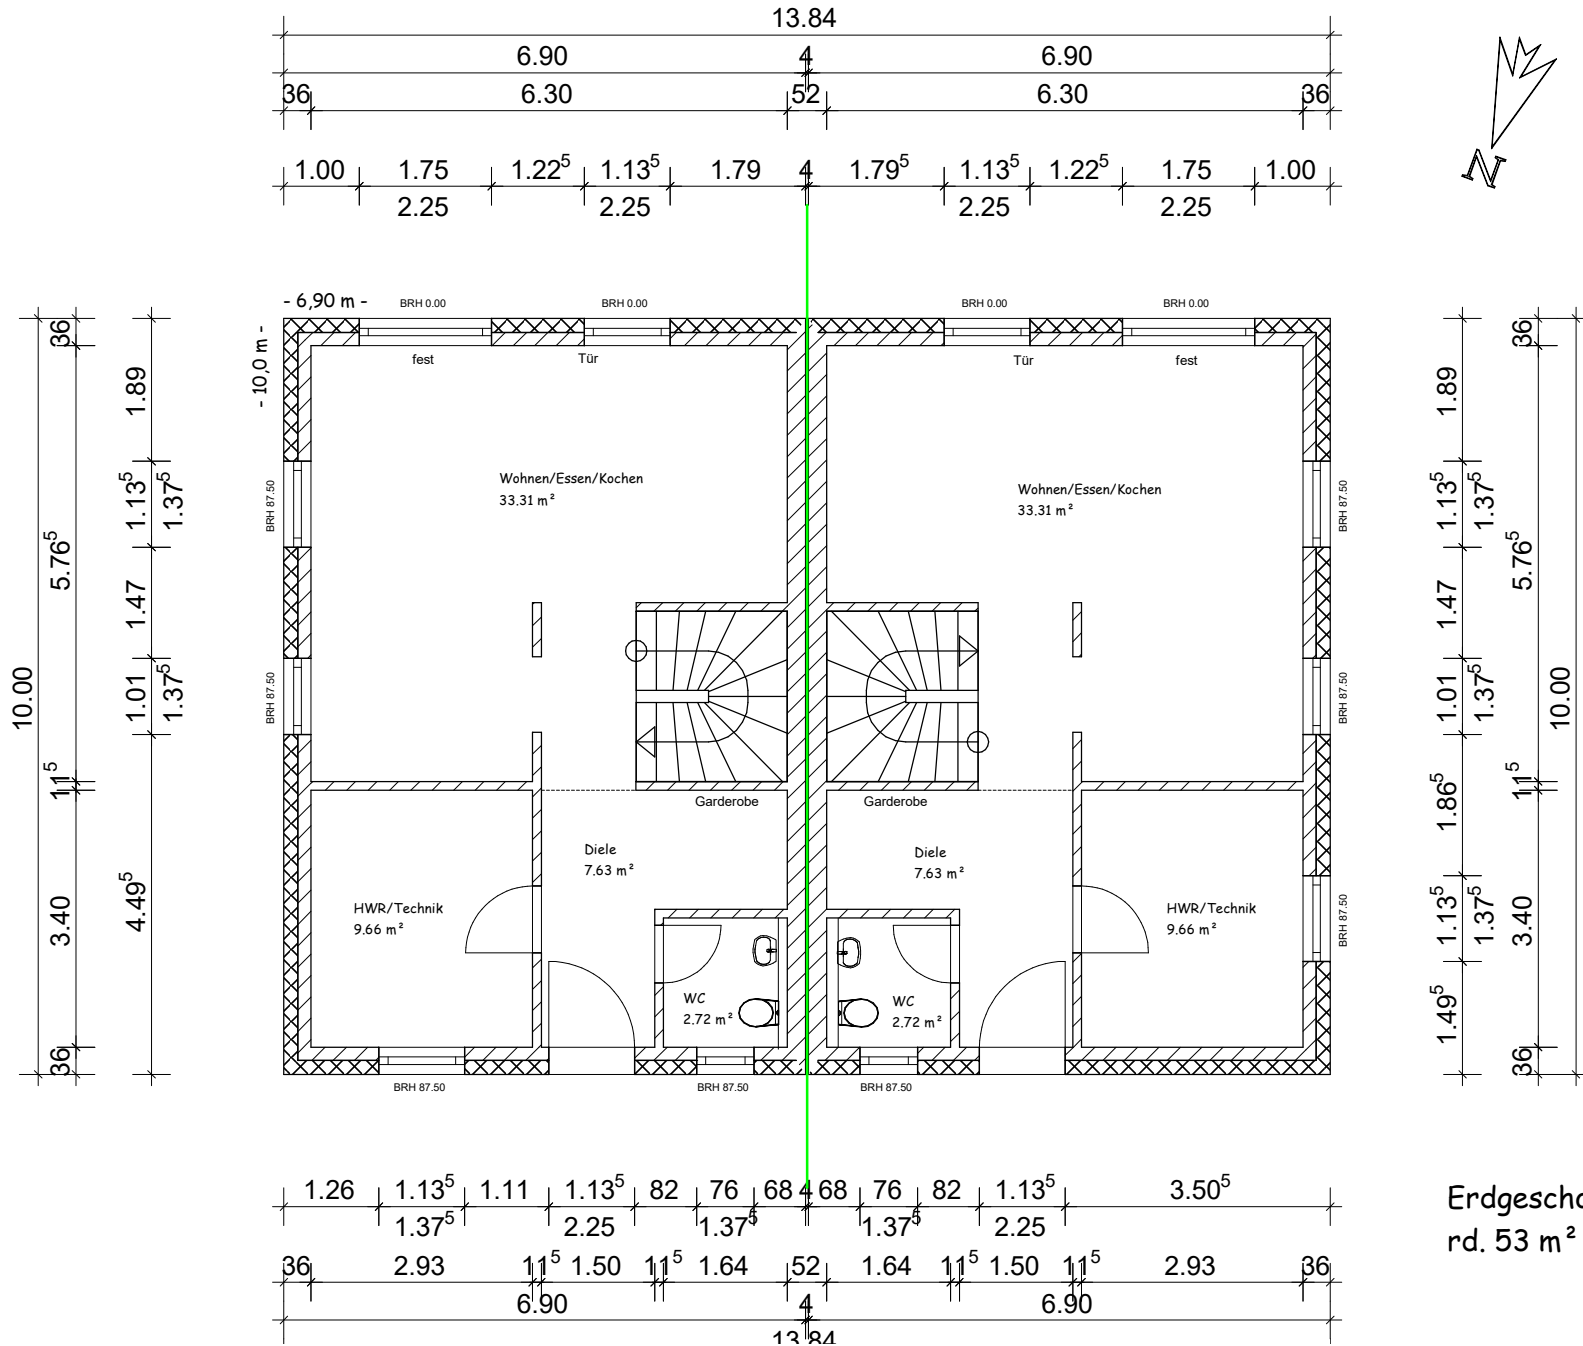 13.84
6.90 4 6.90
36 6.30 52 6.30 36
1.00 1.75 1.22⁵ 1.13⁵ 1.79 4 1.79⁵ 1.13⁵ 1.22⁵ 1.75 1.00
2.25 2.25 2.25 2.25
N
- 6,90 m -
BRH 0.00 BRH 0.00 BRH 0.00 BRH 0.00
- 10,0 m -
fest Tür Tür fest
10.00
36 5.76⁵ 11⁵ 3.40 36
1.89 1.13⁵ 1.47 1.01 4.49⁵
1.37⁵ 1.37⁵
BRH 87.50
BRH 87.50
Wohnen/Essen/Kochen
33.31 m²
Wohnen/Essen/Kochen
33.31 m²
Garderobe Garderobe
Diele
7.63 m²
Diele
7.63 m²
HWR/Technik
9.66 m²
HWR/Technik
9.66 m²
WC
2.72 m²
WC
2.72 m²
BRH 87.50
BRH 87.50
BRH 87.50
1.89 1.13⁵ 1.47 1.01 1.86⁵ 1.13⁵ 1.49⁵
1.37⁵ 1.37⁵ 1.37⁵
36 5.76⁵ 11⁵ 3.40 36
10.00
BRH 87.50 BRH 87.50 BRH 87.50
1.26 1.13⁵ 1.11 1.13⁵ 82 76 68 4 68 76 82 1.13⁵ 3.50⁵
1.37⁵ 2.25 1.37⁵ 1.37⁵ 2.25
36 2.93 11⁵ 1.50 11⁵ 1.64 52 1.64 11⁵ 1.50 11⁵ 2.93 36
6.90 4 6.90
13.84
Erdgescho
rd. 53 m²